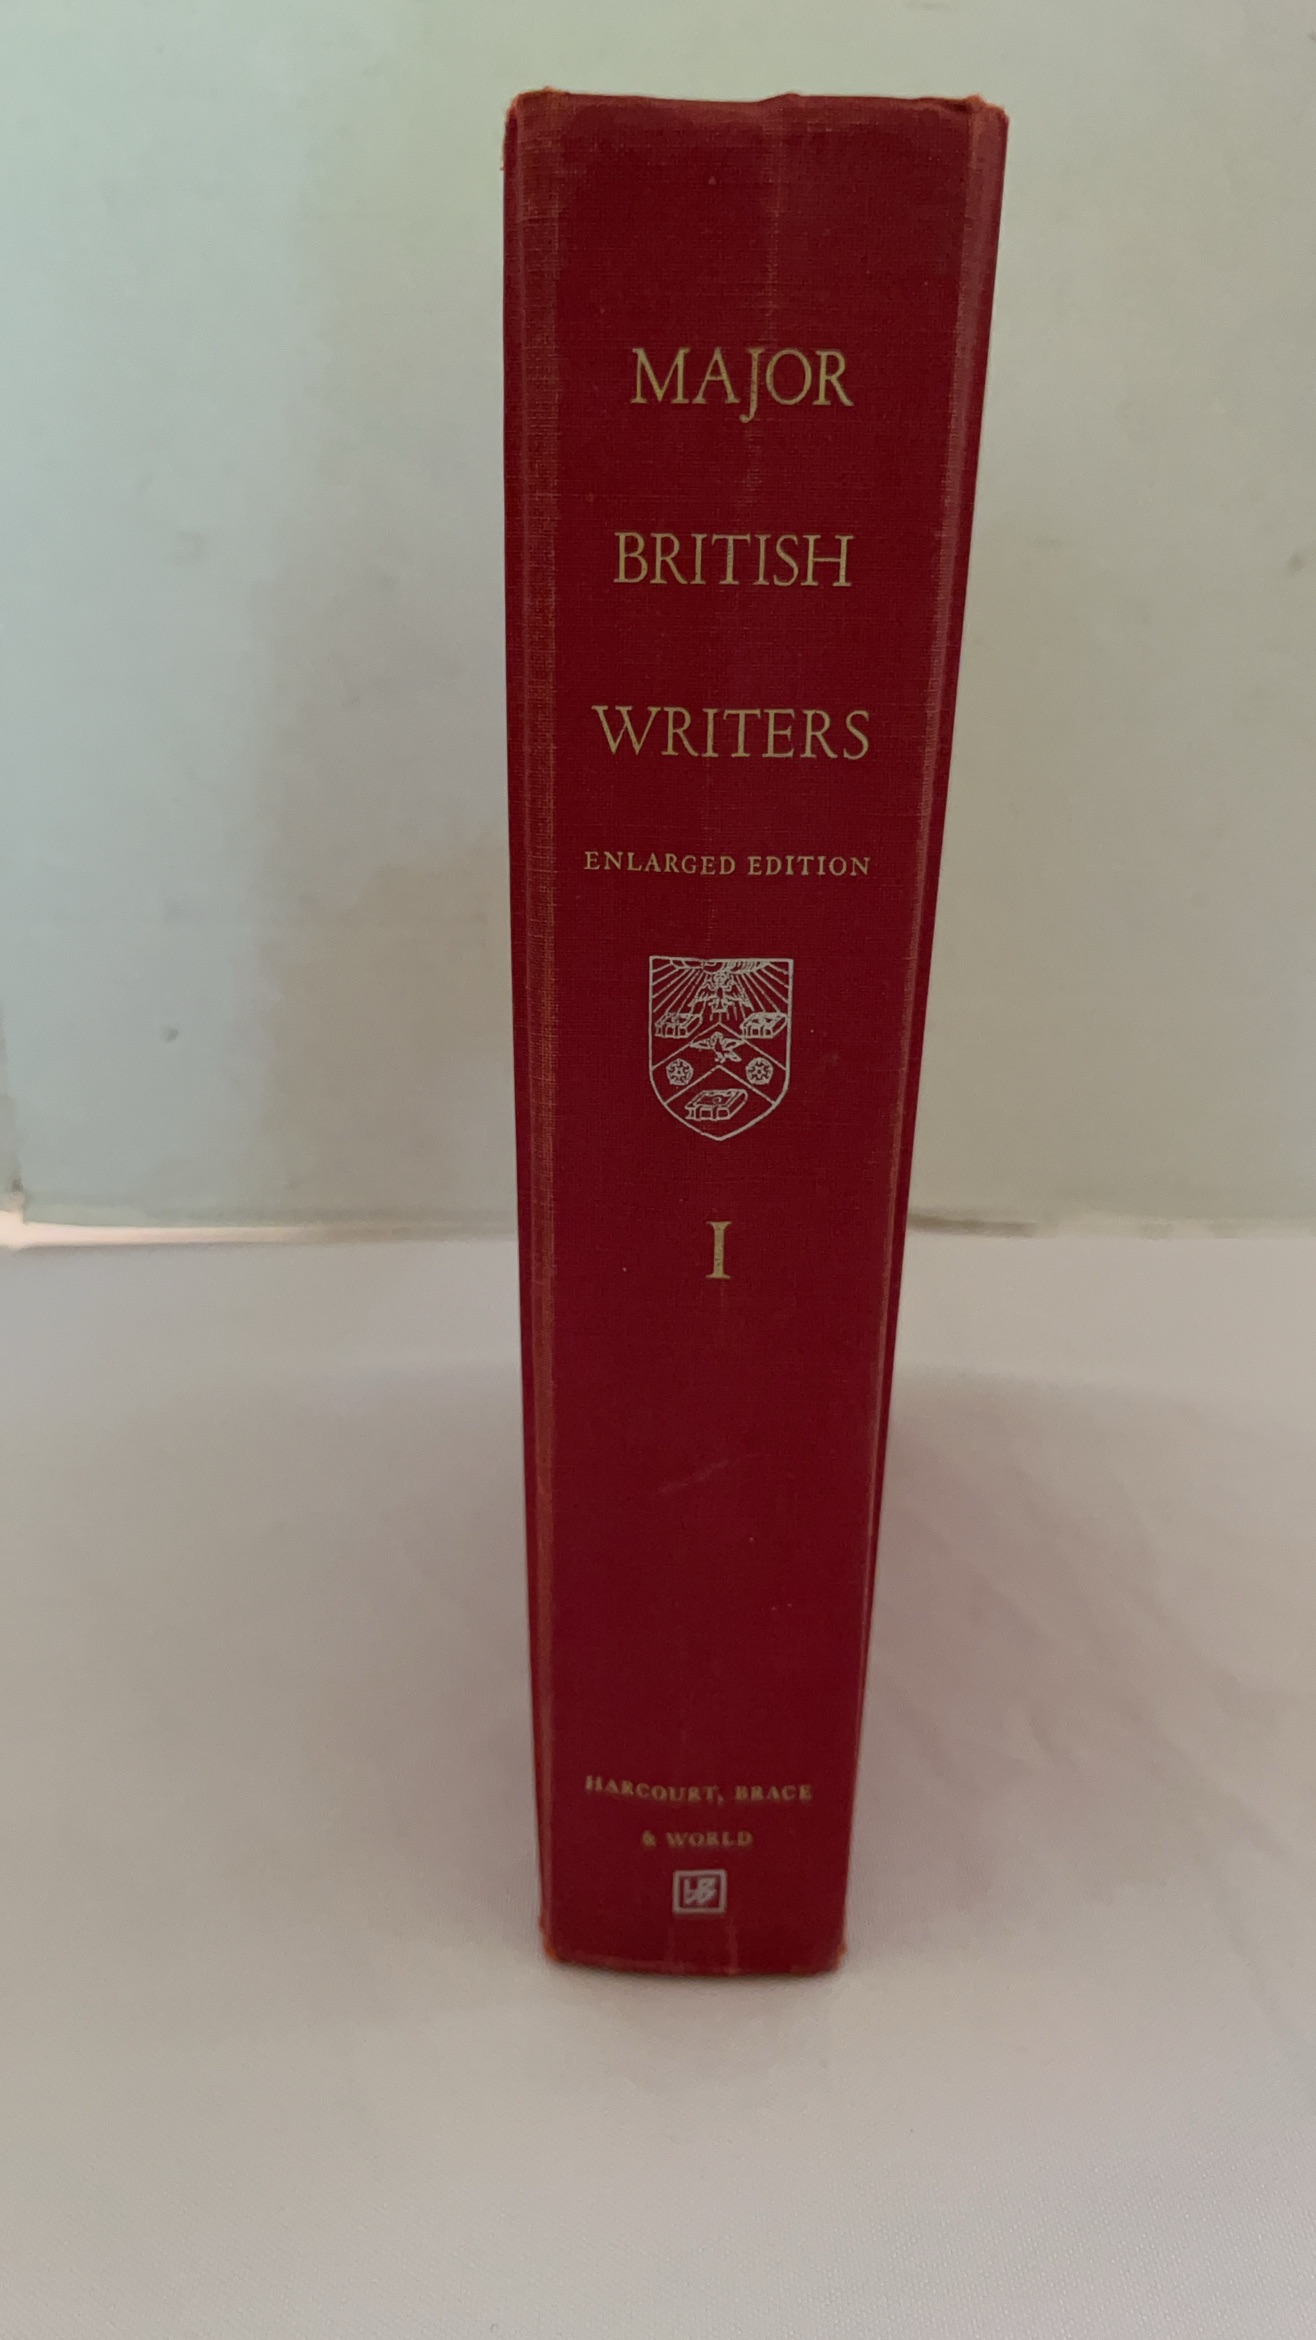 MAJOR
BRITISH
WRITERS
ENLARGED EDITION
I
HARCOURT, BRACE
& WORLD